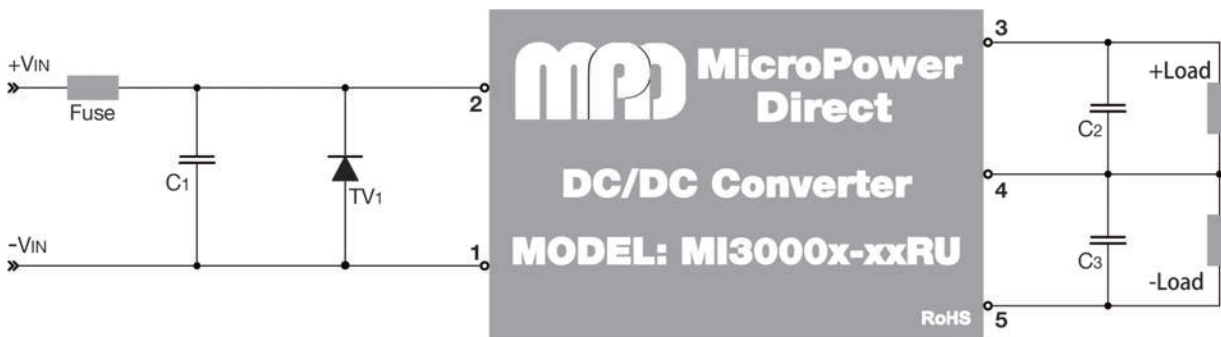 +VIN
Fuse
C1
TV1
-VIN
2
1
MPD MicroPower
Direct
DC/DC Converter
MODEL: MI3000x-xxRU
RoHS
3
4
5
C2
C3
+Load
-Load